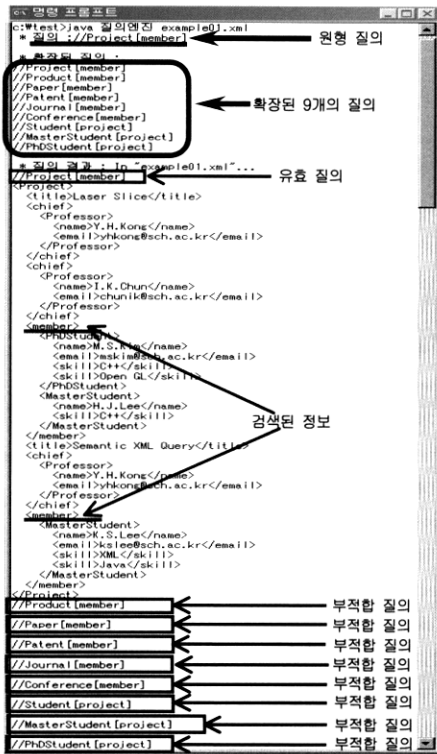 명령 프롬프트
c:₩test>java 질의엔진 example01.xml
* 질의 ://Project[member]
원형 질의
* 확장된 질의 :
//Project[member]
//Product[member]
//Paper[member]
//Patent[member]
//Journal[member]
//Conference[member]
//Student[project]
//MasterStudent[project]
//PhDStudent[project]
확장된 9개의 질의
* 질의 결과 : In "example01.xml"...
//Project[member]
유효 질의
<Project>
<title>Laser Slice</title>
<chief>
<Professor>
<name>Y.H.Kong</name>
<email>yhkong@sch.ac.kr</email>
</Professor>
</chief>
<chief>
<Professor>
<name>I.K.Chun</name>
<email>chunik@sch.ac.kr</email>
</Professor>
</chief>
<member>
<PhDStudent>
<name>M.S.Kim</name>
<email>mskim@sch.ac.kr</email>
<skill>C++</skill>
<skill>Open GL</skill>
</PhDStudent>
<MasterStudent>
<name>H.J.Lee</name>
<skill>C++</skill>
</MasterStudent>
검색된 정보
</member>
<title>Semantic XML Query</title>
<chief>
<Professor>
<name>Y.H.Kong</name>
<email>yhkong@sch.ac.kr</email>
</Professor>
</chief>
<member>
<MasterStudent>
<name>K.S.Lee</name>
<email>kslee@sch.ac.kr</email>
<skill>XML</skill>
<skill>Java</skill>
</MasterStudent>
</member>
</Project>
//Product[member] 부적합 질의
//Paper[member] 부적합 질의
//Patent[member] 부적합 질의
//Journal[member] 부적합 질의
//Conference[member] 부적합 질의
//Student[project] 부적합 질의
//MasterStudent[project] 부적합 질의
//PhDStudent[project] 부적합 질의